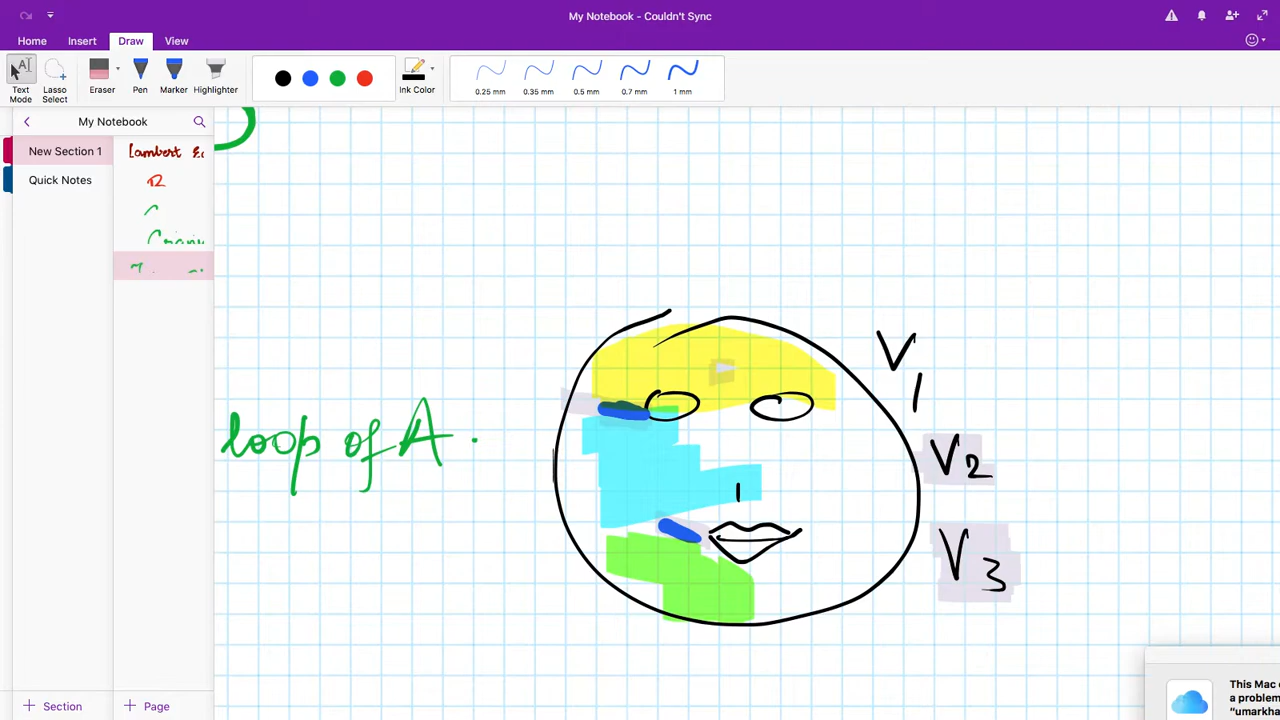 My Notebook - Couldn't Sync
Home Insert Draw View
Text Mode
Lasso Select
Eraser
Pen
Marker
Highlighter
Ink Color
0.25 mm
0.35 mm
0.5 mm
0.7 mm
1 mm
My Notebook
New Section 1
Quick Notes
Lambert
V1
V2
V3
loop of A.
+ Section
+ Page
This Mac
a problem
"umarkha